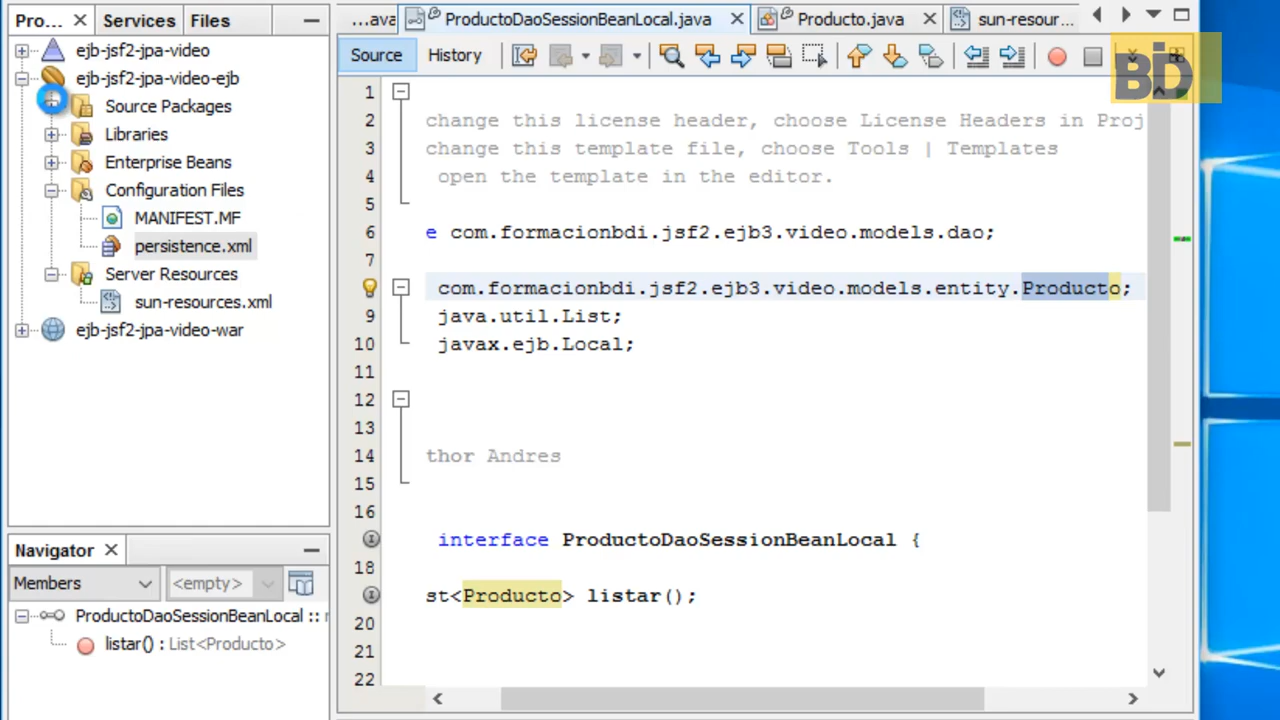 Pro...
Services
Files
ejb-jsf2-jpa-video
ejb-jsf2-jpa-video-ejb
Source Packages
Libraries
Enterprise Beans
Configuration Files
MANIFEST.MF
persistence.xml
Server Resources
sun-resources.xml
ejb-jsf2-jpa-video-war
Navigator
Members
<empty>
ProductoDaoSessionBeanLocal ::
listar() : List<Producto>
...ava
ProductoDaoSessionBeanLocal.java
Producto.java
sun-resour...
Source
History
BDI
1
2 change this license header, choose License Headers in Proj
3 change this template file, choose Tools | Templates
4 open the template in the editor.
5
6 e com.formacionbdi.jsf2.ejb3.video.models.dao;
7
com.formacionbdi.jsf2.ejb3.video.models.entity.Producto;
9 java.util.List;
10 javax.ejb.Local;
11
12
13
14 thor Andres
15
16
interface ProductoDaoSessionBeanLocal {
18
st<Producto> listar();
20
21
22